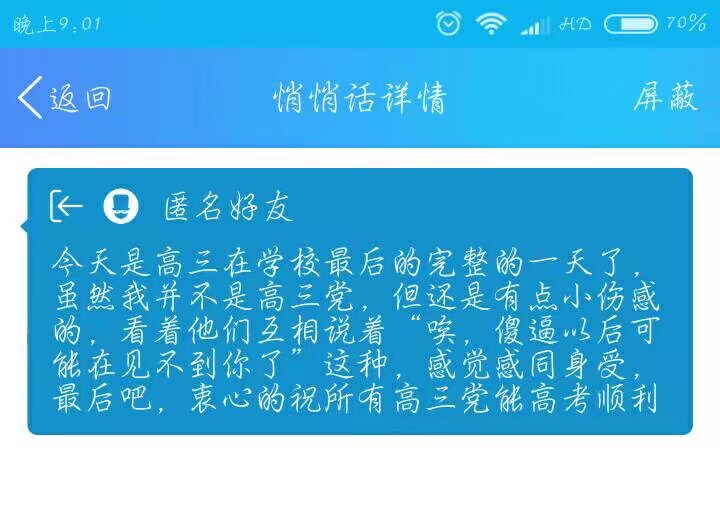 晚上9:01 HD 70%
返回 悄悄话详情 屏蔽
匿名好友
今天是高三在学校最后的完整的一天了，
虽然我并不是高三党，但还是有点小伤感
的，看着他们互相说着“唉，傻逼以后可
能在见不到你了”这种，感觉感同身受，
最后吧，衷心的祝所有高三党能高考顺利